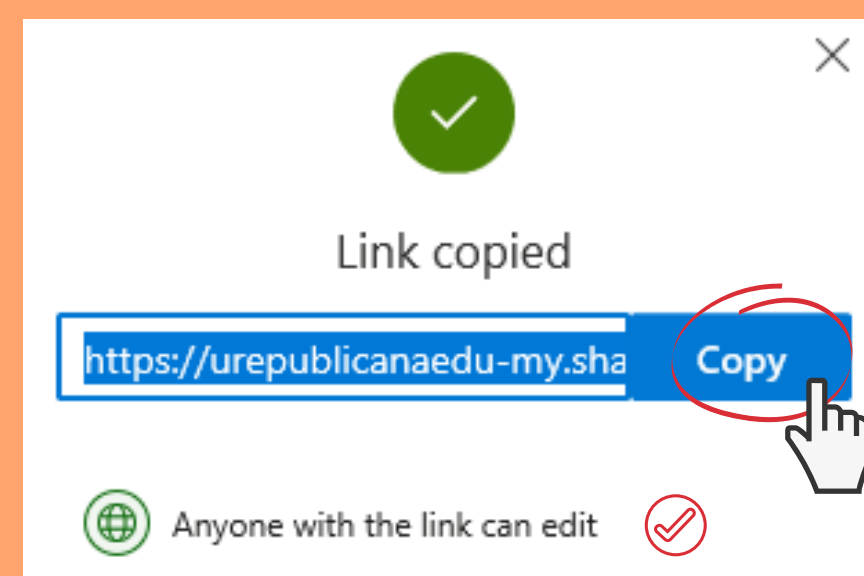 Link copied
https://urepublicanaedu-my.sha
Copy
Anyone with the link can edit